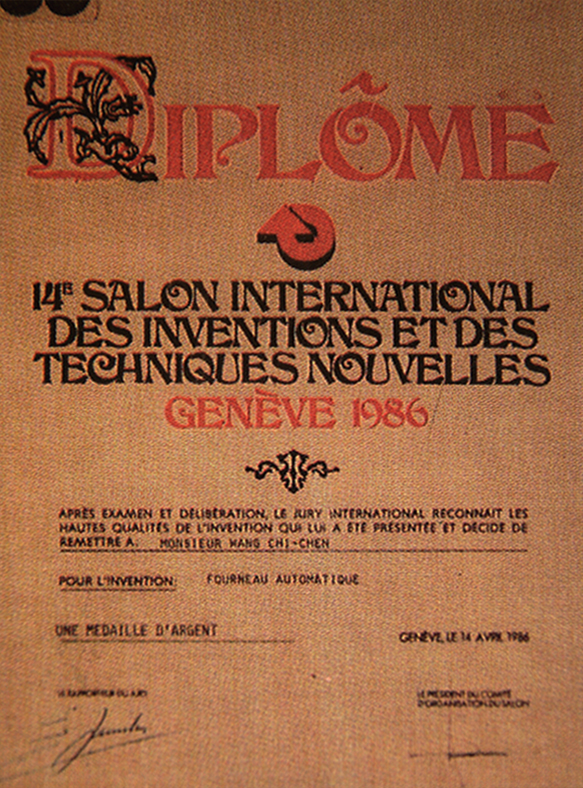 DIPLÔME
14E SALON INTERNATIONAL
DES INVENTIONS ET DES
TECHNIQUES NOUVELLES
GENÈVE 1986
APRÈS EXAMEN ET DÉLIBÉRATION, LE JURY INTERNATIONAL RECONNAIT LES
HAUTES QUALITÉS DE L'INVENTION QUI LUI A ÉTÉ PRÉSENTÉE ET DÉCIDE DE
REMETTRE A. MONSIEUR WANG CHI-CHEN
POUR L'INVENTION: FOURNEAU AUTOMATIQUE
UNE MEDAILLE D'ARGENT
GENÈVE, LE 14 AVRIL 1986
LE RAPPORTEUR DU JURY
LE PRÉSIDENT DU COMITÉ
D'ORGANISATION DU SALON